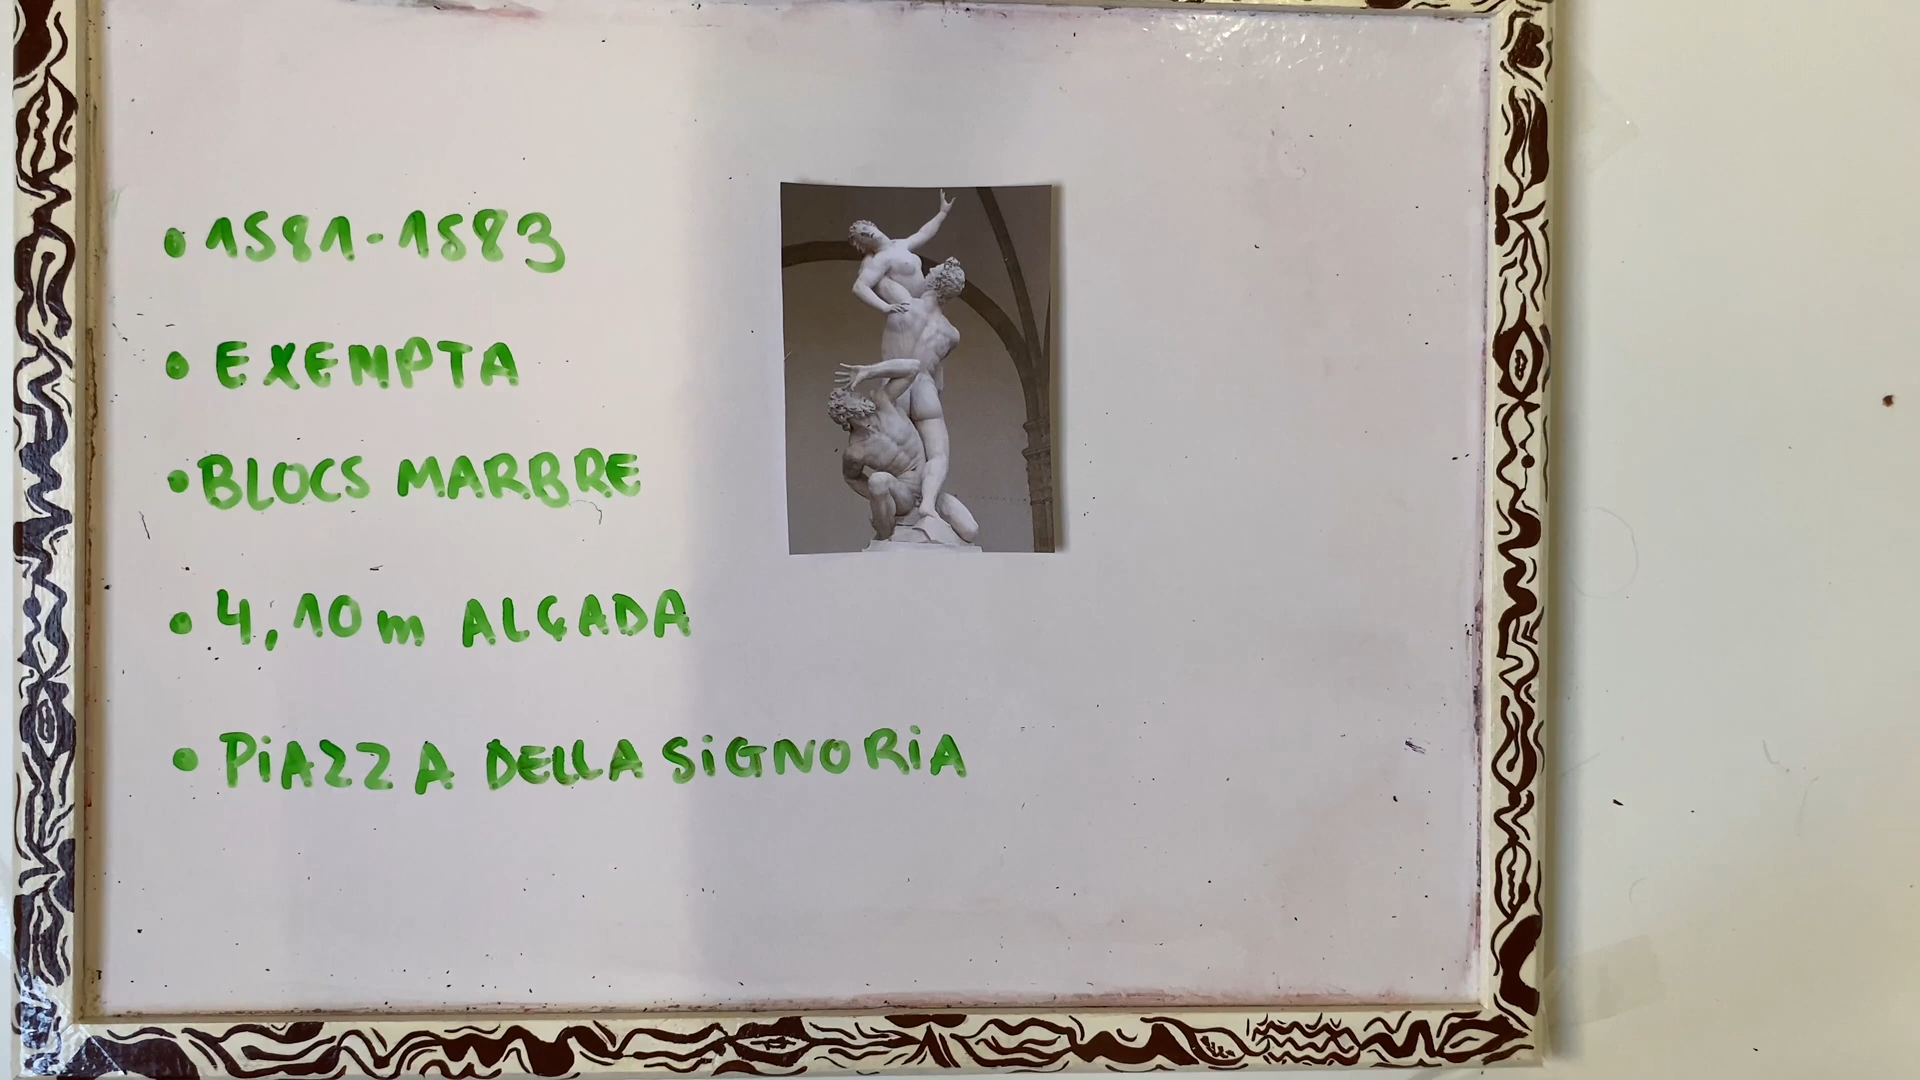 • 1581-1583
• EXEMPTA
• BLOCS MARBRE
• 4,10m ALÇADA
• PiAZZA DELLA SiGNORiA